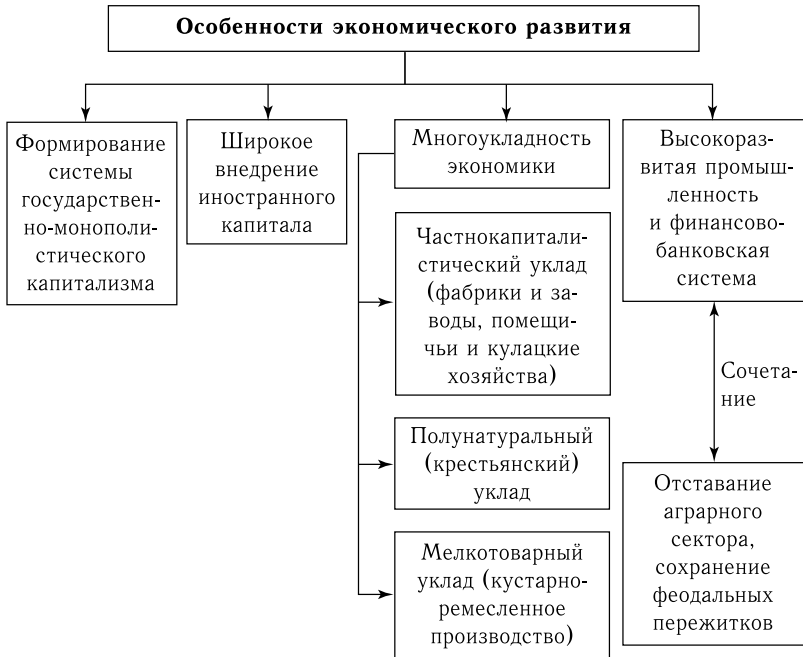 Особенности экономического развития
Формирование
системы
государствен-
но-монополи-
стического
капитализма
Широкое
внедрение
иностранного
капитала
Многоукладность
экономики
Частнокапитали-
стический уклад
(фабрики и за-
воды, помещи-
чьи и кулацкие
хозяйства)
Полунатуральный
(крестьянский)
уклад
Мелкотоварный
уклад (кустарно-
ремесленное
производство)
Высокораз-
витая промыш-
ленность
и финансово-
банковская
система
Сочета-
ние
Отставание
аграрного
сектора,
сохранение
феодальных
пережитков